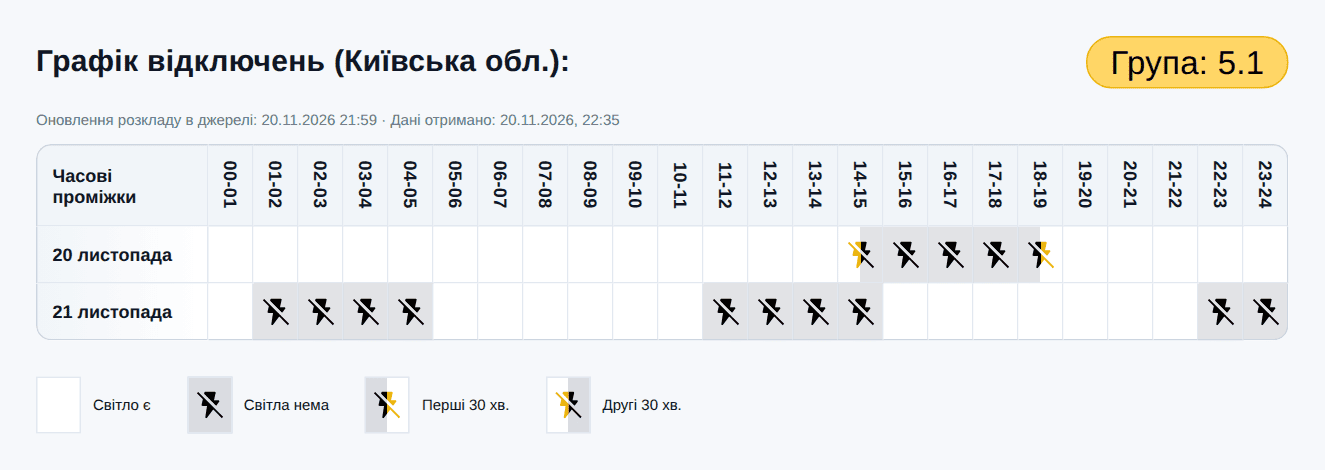 Графік відключень (Київська обл.):
Група: 5.1
Оновлення розкладу в джерелі: 20.11.2026 21:59 · Дані отримано: 20.11.2026, 22:35
Часові
проміжки
00-01
01-02
02-03
03-04
04-05
05-06
06-07
07-08
08-09
09-10
10-11
11-12
12-13
13-14
14-15
15-16
16-17
17-18
18-19
19-20
20-21
21-22
22-23
23-24
20 листопада
21 листопада
Світло є
Світла нема
Перші 30 хв.
Другі 30 хв.